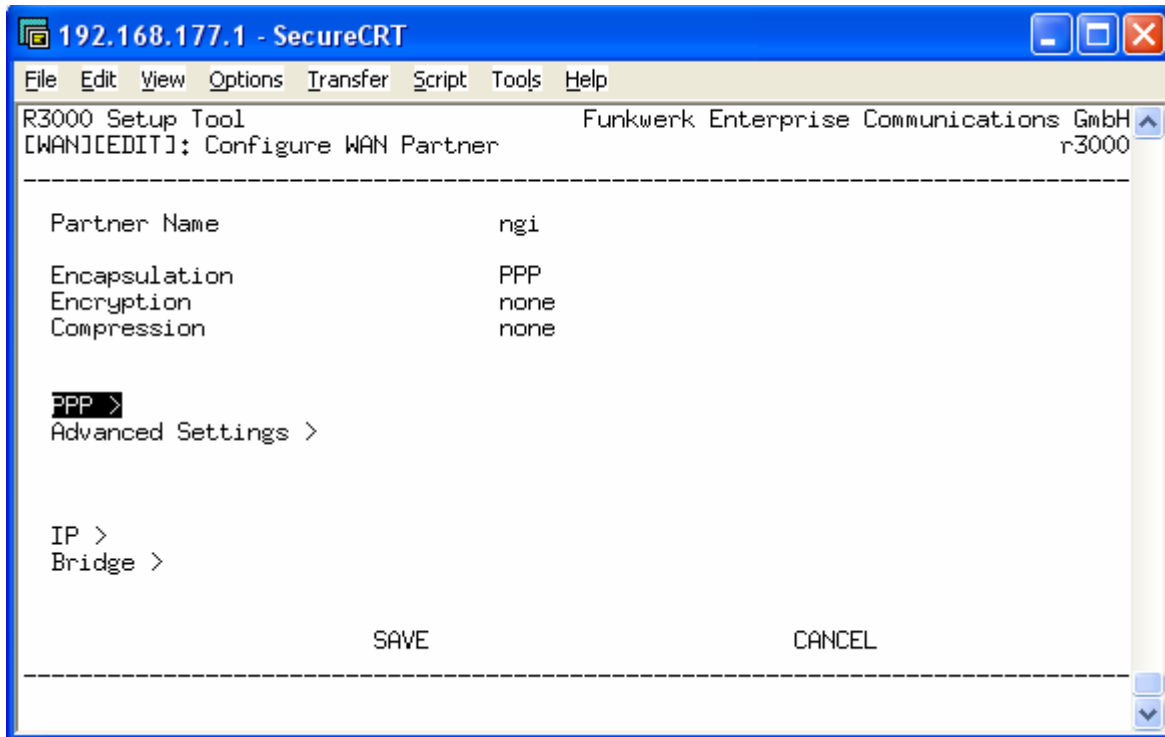 192.168.177.1 - SecureCRT
File Edit View Options Transfer Script Tools Help
R3000 Setup Tool Funkwerk Enterprise Communications GmbH
[WAN][EDIT]: Configure WAN Partner r3000
Partner Name ngi
Encapsulation PPP
Encryption none
Compression none
PPP >
Advanced Settings >
IP >
Bridge >
SAVE CANCEL